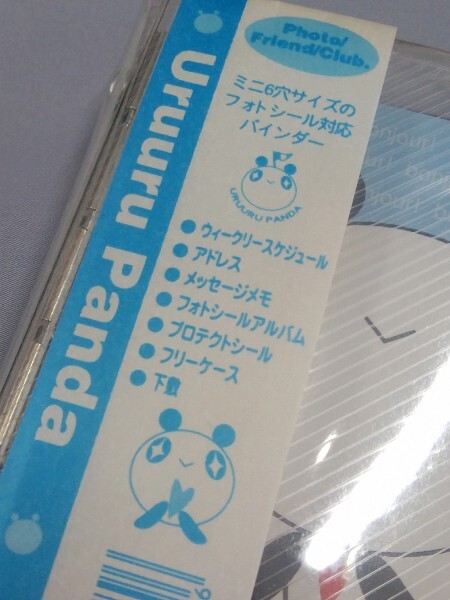 Photo/
Friend/Club.
Uruuru Panda
ミニ6穴サイズの
フォトシール対応
バインダー
URUURU PANDA
●ウィークリースケジュール
●アドレス
●メッセージメモ
●フォトシールアルバム
●プロテクトシール
●フリーケース
●下敷
9